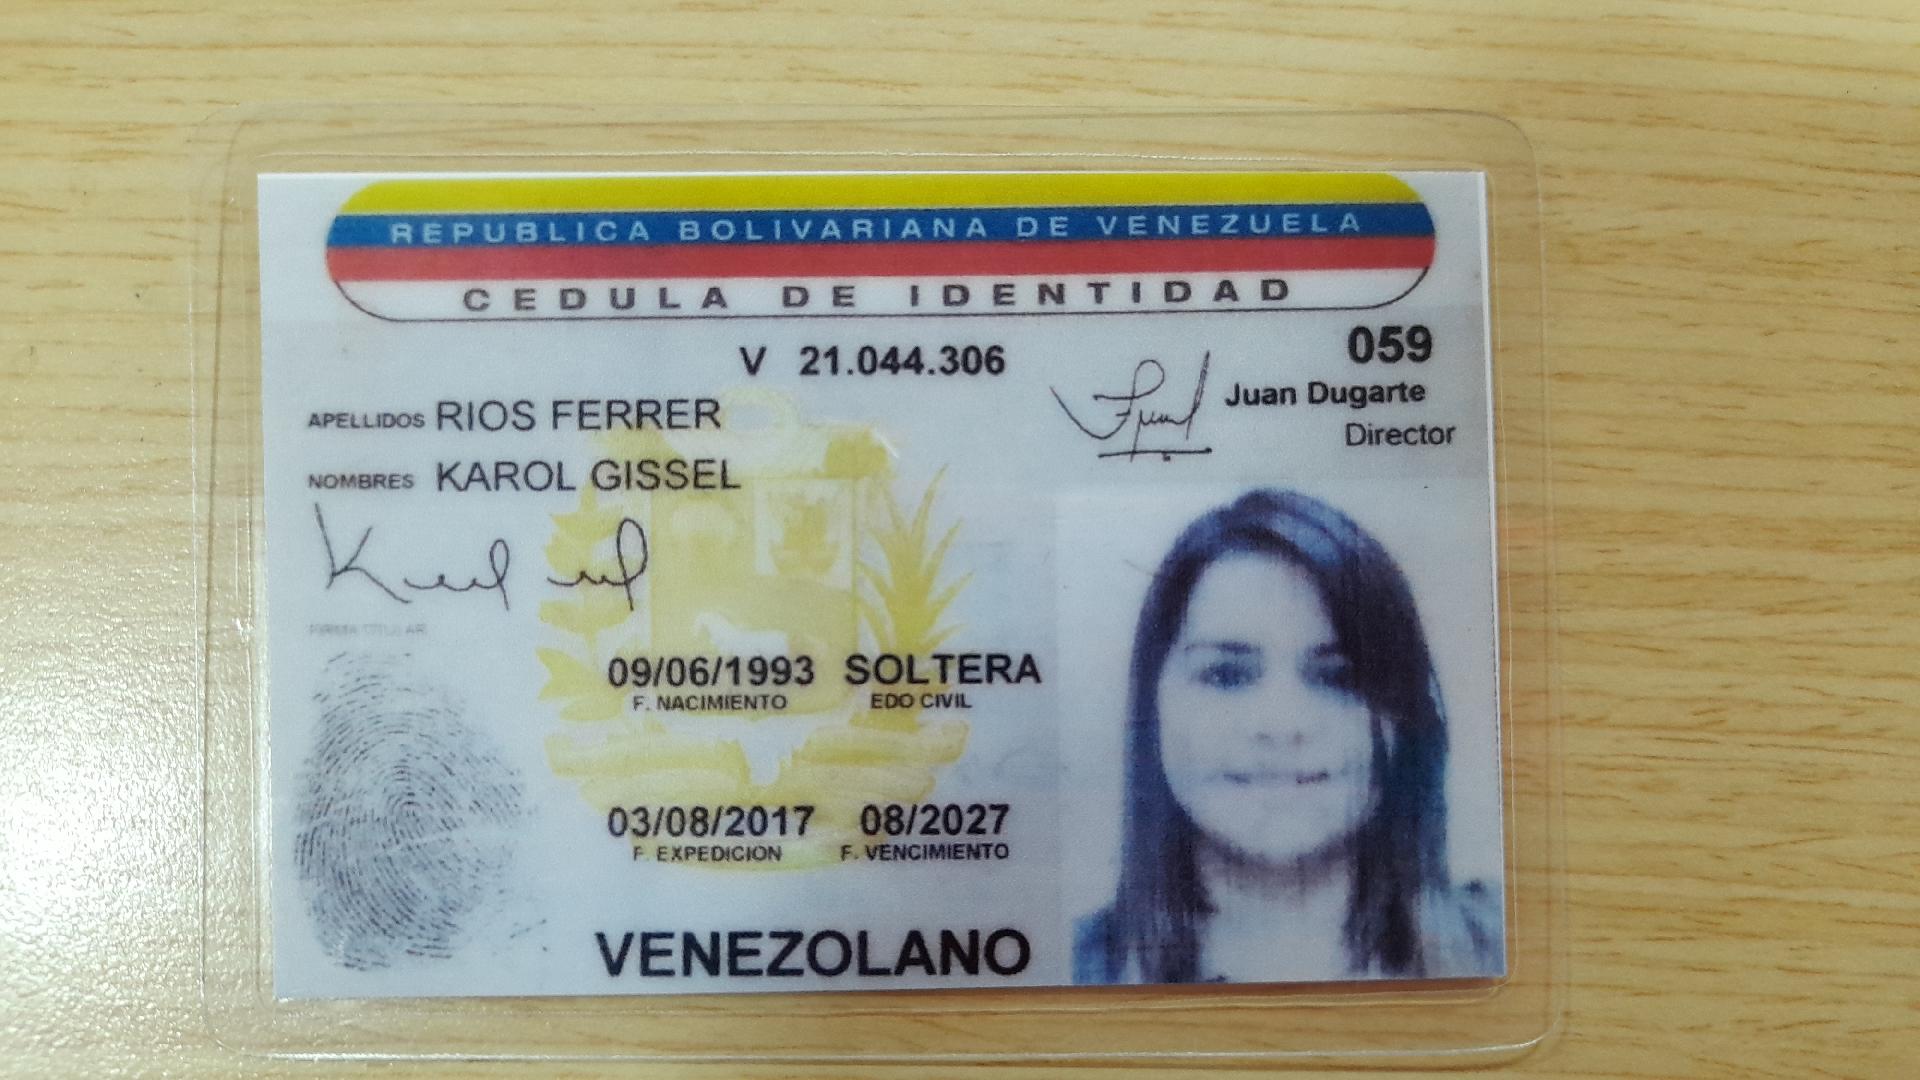 REPUBLICA BOLIVARIANA DE VENEZUELA
CEDULA DE IDENTIDAD
V 21.044.306
059
Juan Dugarte
Director
APELLIDOS RIOS FERRER
NOMBRES KAROL GISSEL
FIRMA TITULAR
09/06/1993 SOLTERA
F. NACIMIENTO EDO CIVIL
03/08/2017 08/2027
F. EXPEDICION F. VENCIMIENTO
VENEZOLANO